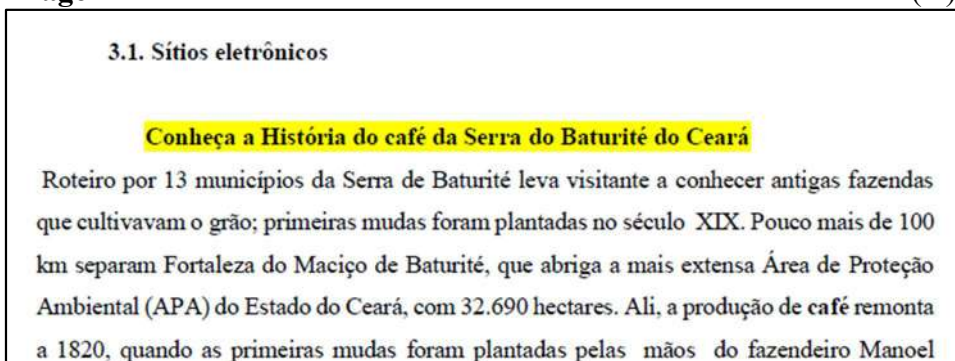 3.1. Sítios eletrônicos
Conheça a História do café da Serra do Baturité do Ceará
Roteiro por 13 municípios da Serra de Baturité leva visitante a conhecer antigas fazendas
que cultivavam o grão; primeiras mudas foram plantadas no século XIX. Pouco mais de 100
km separam Fortaleza do Maciço de Baturité, que abriga a mais extensa Área de Proteção
Ambiental (APA) do Estado do Ceará, com 32.690 hectares. Ali, a produção de café remonta
a 1820, quando as primeiras mudas foram plantadas pelas mãos do fazendeiro Manoel